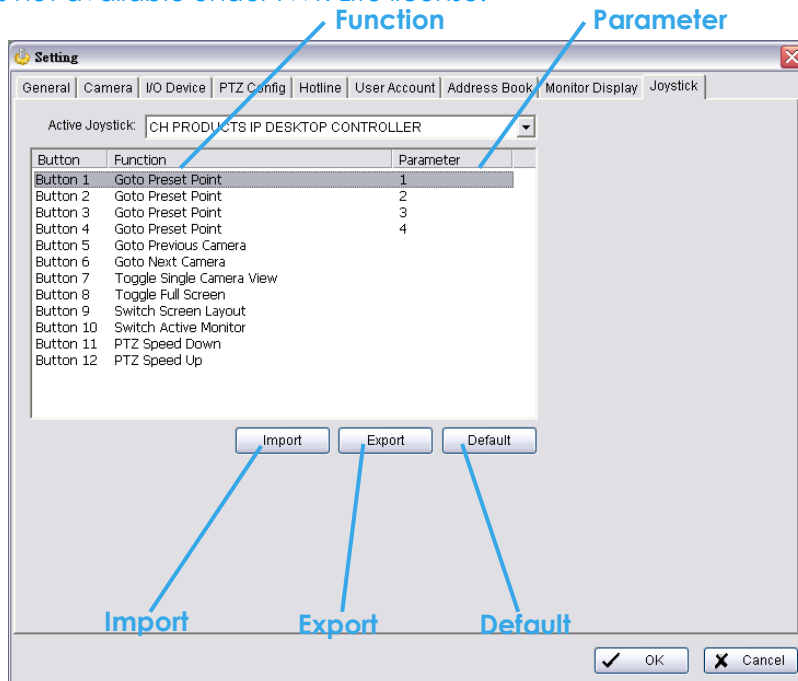 not available under
Function Parameter
Setting
General Camera I/O Device PTZ Config Hotline User Account Address Book Monitor Display Joystick
Active Joystick: CH PRODUCTS IP DESKTOP CONTROLLER
Button Function Parameter
Button 1 Goto Preset Point 1
Button 2 Goto Preset Point 2
Button 3 Goto Preset Point 3
Button 4 Goto Preset Point 4
Button 5 Goto Previous Camera
Button 6 Goto Next Camera
Button 7 Toggle Single Camera View
Button 8 Toggle Full Screen
Button 9 Switch Screen Layout
Button 10 Switch Active Monitor
Button 11 PTZ Speed Down
Button 12 PTZ Speed Up
Import Export Default
Import Export Default
OK Cancel